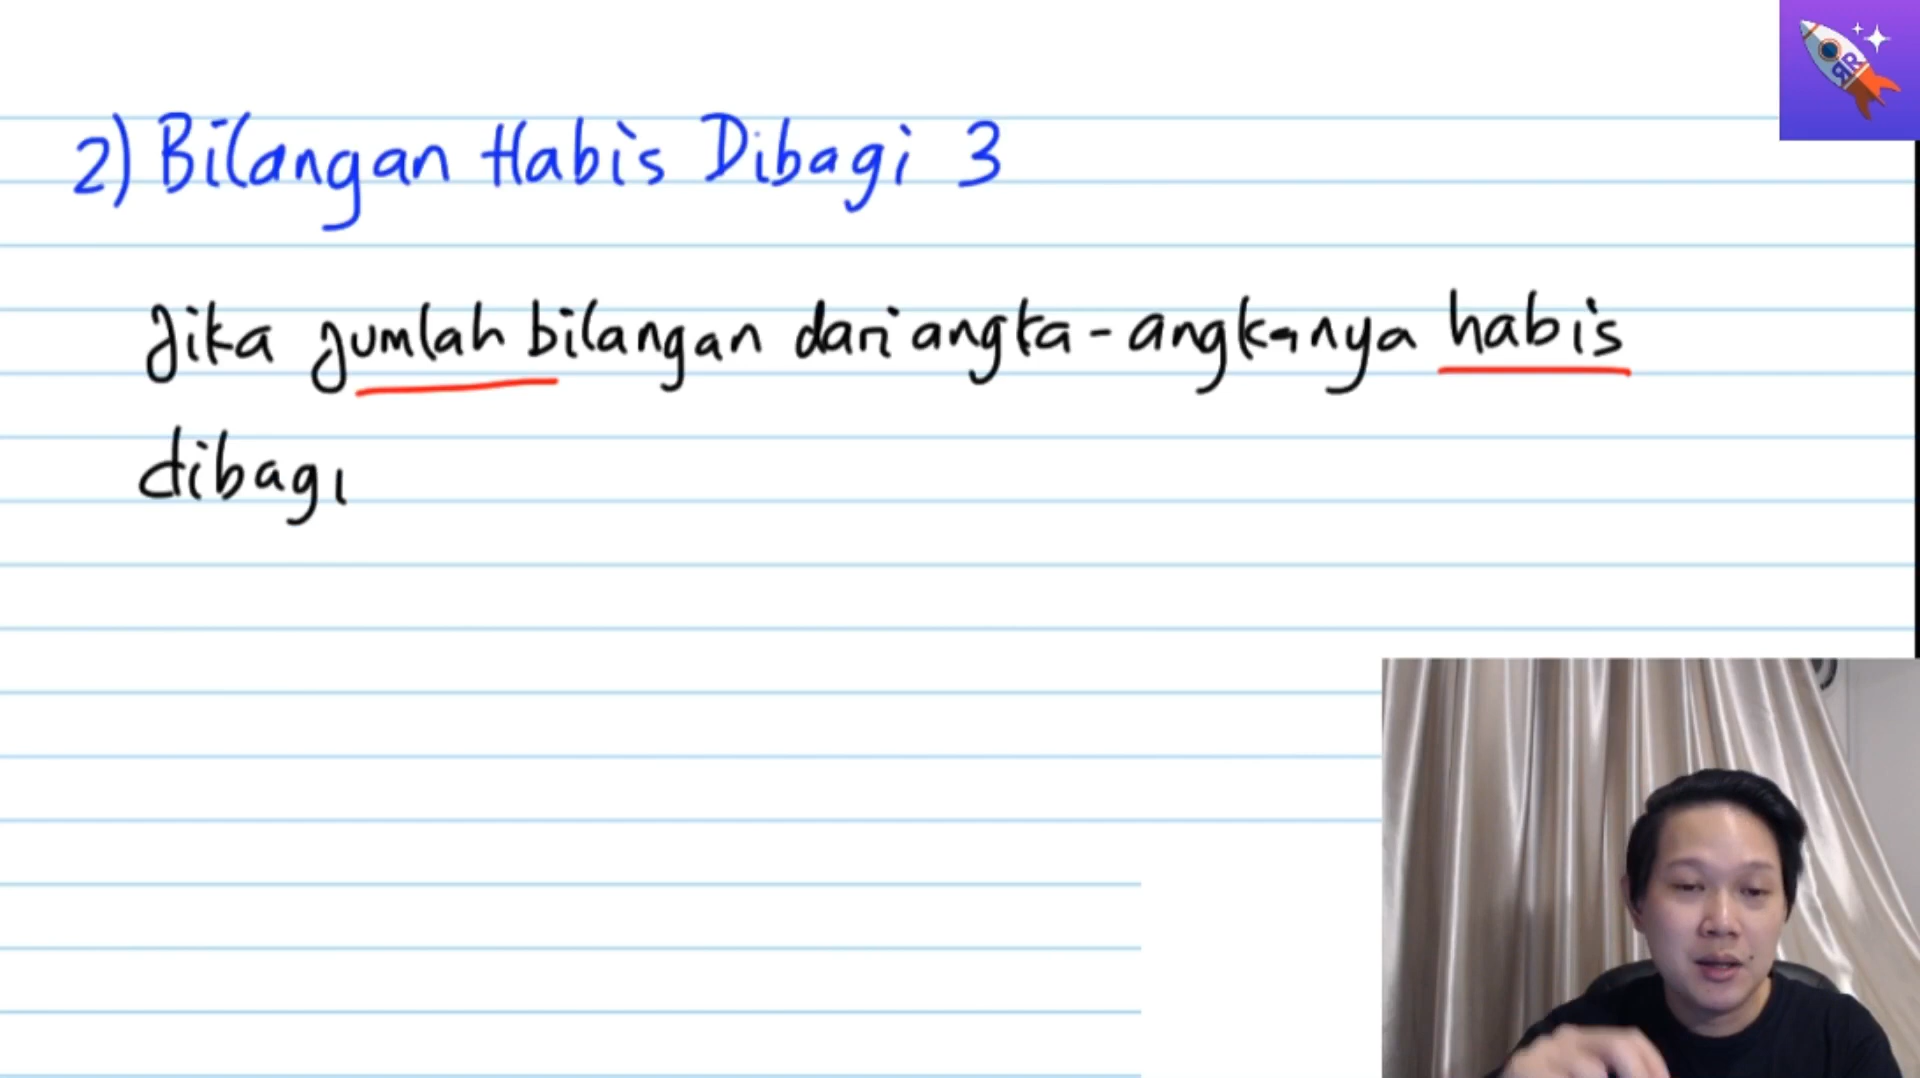 2) Bilangan Habis Dibagi 3
Jika jumlah bilangan dari angka-angkanya habis
dibagi